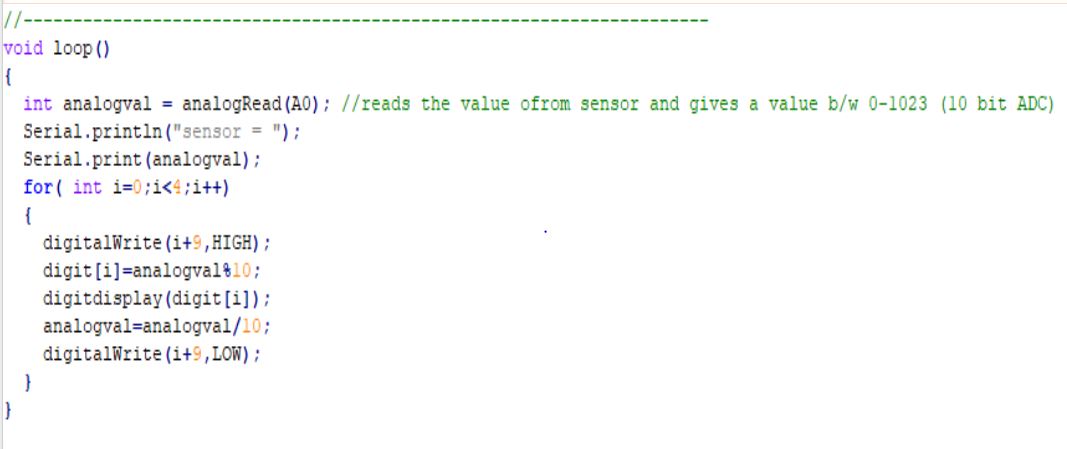 //---------------------------------------------------------------------
void loop()
{
  int analogval = analogRead(A0); //reads the value ofrom sensor and gives a value b/w 0-1023 (10 bit ADC)
  Serial.println("sensor = ");
  Serial.print(analogval);
  for( int i=0;i<4;i++)
  {
    digitalWrite(i+9,HIGH);
    digit[i]=analogval%10;
    digitdisplay(digit[i]);
    analogval=analogval/10;
    digitalWrite(i+9,LOW);
  }
}